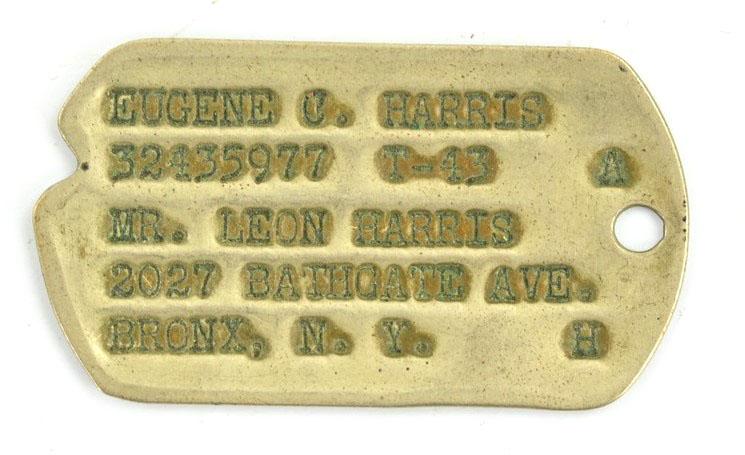 EUGENE C. HARRIS
32435977 T-43 A
MR. LEON HARRIS
2027 BATHGATE AVE.
BRONX, N. Y. H